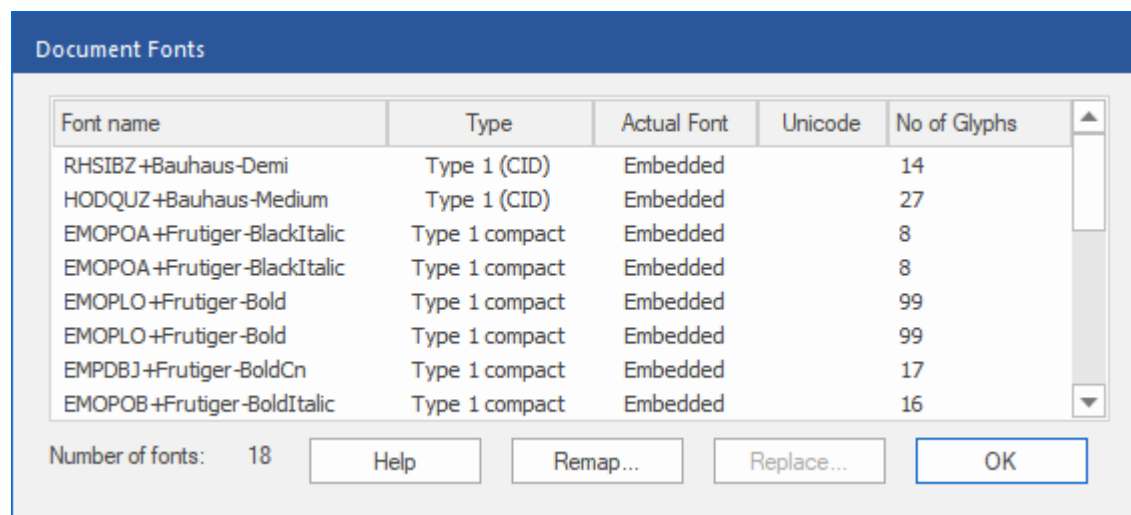 Document Fonts
Font name Type Actual Font Unicode No of Glyphs
RHSIBZ+Bauhaus-Demi Type 1 (CID) Embedded 14
HODQUZ+Bauhaus-Medium Type 1 (CID) Embedded 27
EMOPOA+Frutiger-BlackItalic Type 1 compact Embedded 8
EMOPOA+Frutiger-BlackItalic Type 1 compact Embedded 8
EMOPLO+Frutiger-Bold Type 1 compact Embedded 99
EMOPLO+Frutiger-Bold Type 1 compact Embedded 99
EMPDBJ+Frutiger-BoldCn Type 1 compact Embedded 17
EMOPOB+Frutiger-BoldItalic Type 1 compact Embedded 16
Number of fonts: 18 Help Remap... Replace... OK